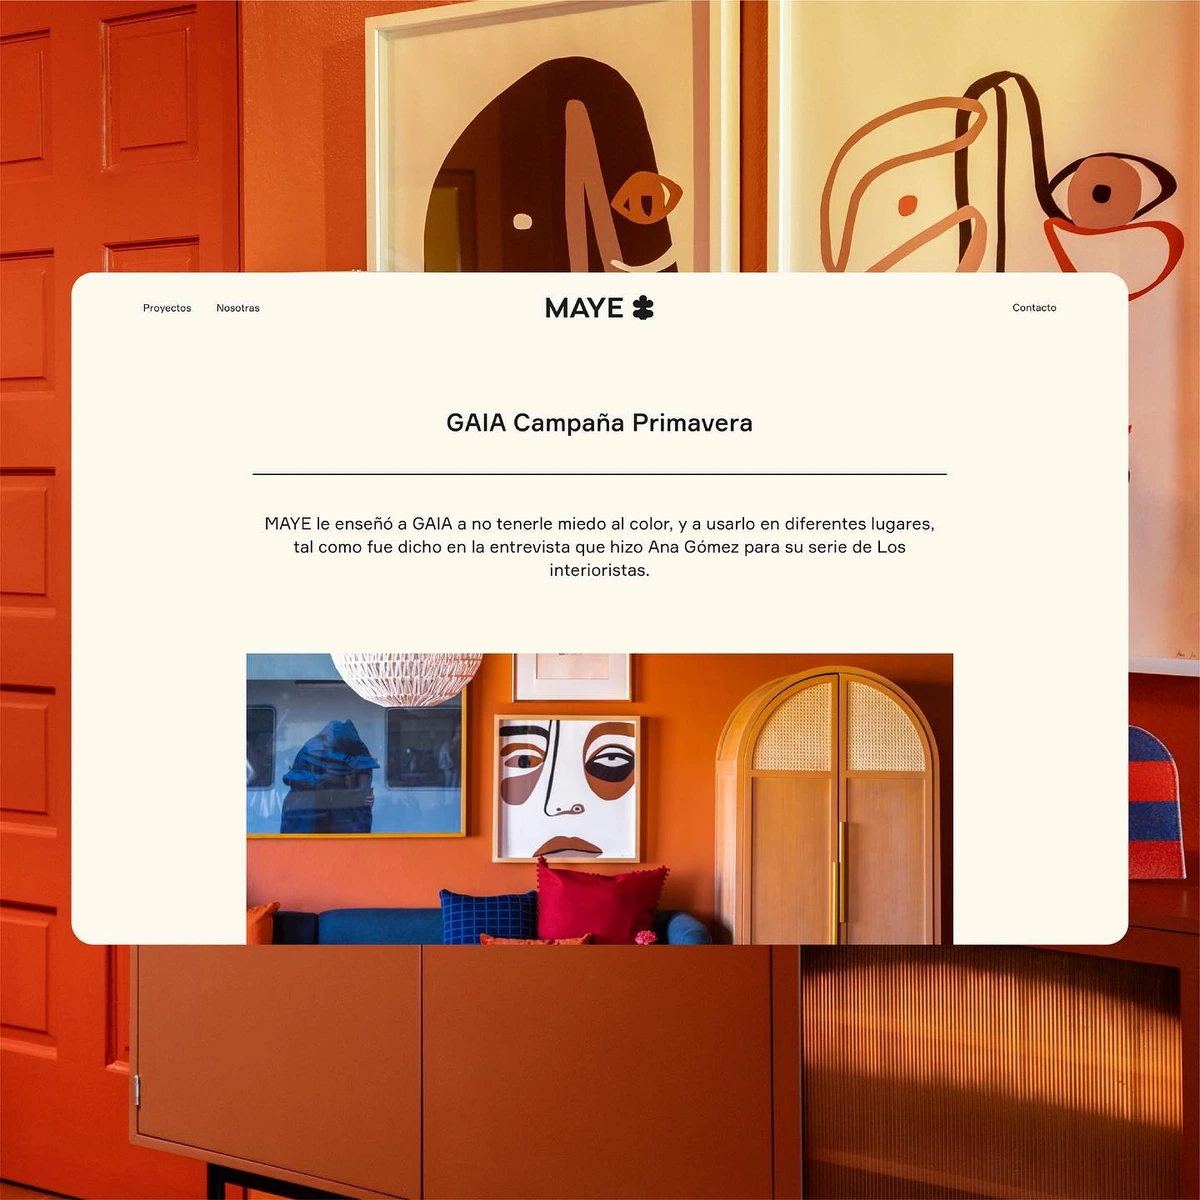 Proyectos
Nosotras
MAYE
Contacto
GAIA Campaña Primavera
MAYE le enseñó a GAIA a no tenerle miedo al color, y a usarlo en diferentes lugares,
tal como fue dicho en la entrevista que hizo Ana Gómez para su serie de Los
interioristas.